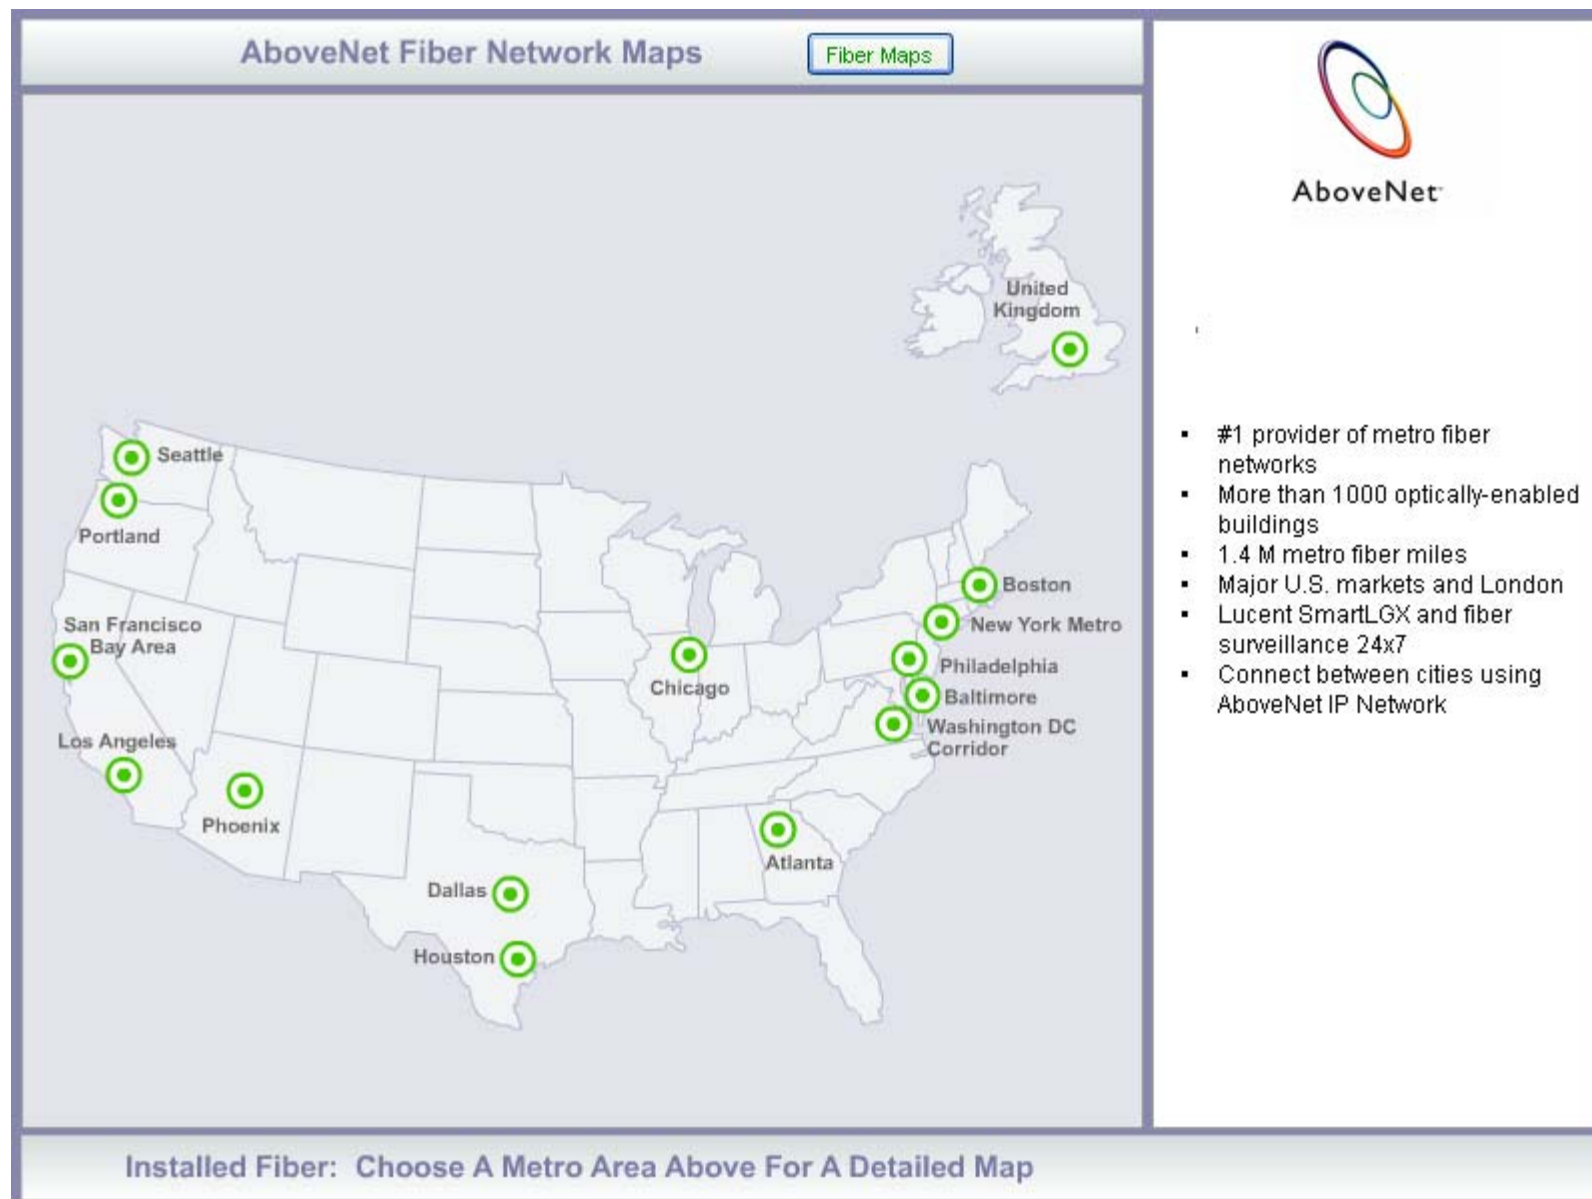 AboveNet Fiber Network Maps
Fiber Maps
AboveNet™
United
Kingdom
Seattle
Portland
San Francisco
Bay Area
Los Angeles
Phoenix
Dallas
Houston
Chicago
Atlanta
Boston
New York Metro
Philadelphia
Baltimore
Washington DC
Corridor
▪ #1 provider of metro fiber
networks
▪ More than 1000 optically-enabled
buildings
▪ 1.4 M metro fiber miles
▪ Major U.S. markets and London
▪ Lucent SmartLGX and fiber
surveillance 24x7
▪ Connect between cities using
AboveNet IP Network
Installed Fiber: Choose A Metro Area Above For A Detailed Map